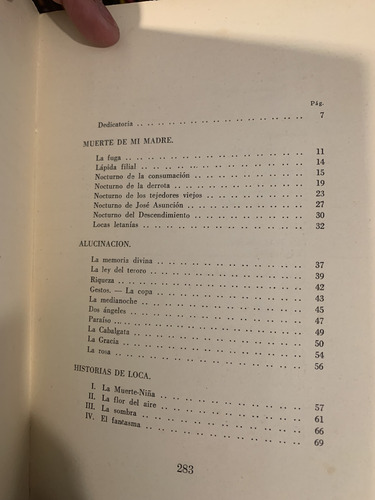 Pág.
Dedicatoria .. .. .. .. .. .. .. .. .. .. 7
MUERTE DE MI MADRE.
La fuga .. .. .. .. .. .. .. .. .. .. 11
Lápida filial .. .. .. .. .. .. .. .. .. 14
Nocturno de la consumación .. .. .. .. .. 15
Nocturno de la derrota .. .. .. .. .. .. 19
Nocturno de los tejedores viejos .. .. .. .. 23
Nocturno de José Asunción .. .. .. .. .. 27
Nocturno del Descendimiento .. .. .. .. .. 30
Locas letanías .. .. .. .. .. .. .. .. 32
ALUCINACION.
La memoria divina .. .. .. .. .. .. .. 37
La ley del tesoro .. .. .. .. .. .. .. 39
Riqueza .. .. .. .. .. .. .. .. .. 42
Gestos. — La copa .. .. .. .. .. .. .. 43
La medianoche .. .. .. .. .. .. .. .. 45
Dos ángeles .. .. .. .. .. .. .. .. 47
Paraíso ... .. .. .. .. .. .. .. .. 47
La Cabalgata .. .. .. .. .. .. .. .. 49
La Gracia .. .. .. .. .. .. .. .. .. 50
La rosa .. .. .. .. .. .. .. .. .. 54
56
HISTORIAS DE LOCA.
I. La Muerte-Niña .. .. .. .. .. .. .. 57
II. La flor del aire .. .. .. .. .. .. .. 61
III. La sombra .. .. .. .. .. .. .. .. 66
IV. El fantasma .. .. .. .. .. .. .. .. 69
283